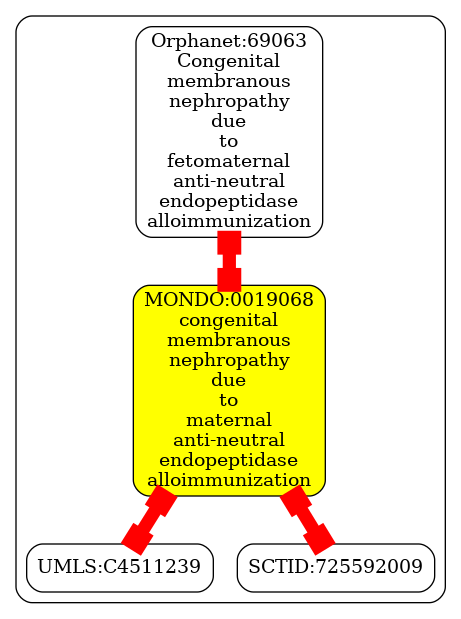 Orphanet:69063
Congenital
membranous
nephropathy
due
to
fetomaternal
anti-neutral
endopeptidase
alloimmunization
MONDO:0019068
congenital
membranous
nephropathy
due
to
maternal
anti-neutral
endopeptidase
alloimmunization
UMLS:C4511239
SCTID:725592009